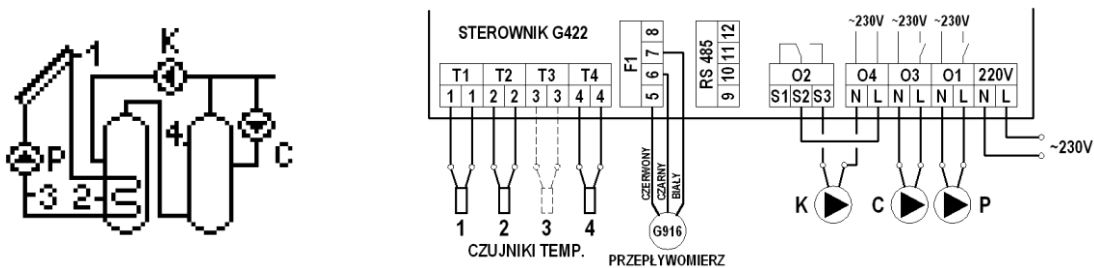 K
1
4
P
C
3 2
STEROWNIK G422
T1 T2 T3 T4
1 1 2 2 3 3 4 4
F1
8
7
6
5
RS 485
9 10 11 12
~230V ~230V ~230V
O2 O4 O3 O1 220V
S1 S2 S3 N L N L N L N L
~230V
CZERWONY
CZARNY
BIAŁY
1 2 3 4
CZUJNIKI TEMP.
G916
PRZEPŁYWOMIERZ
K C P